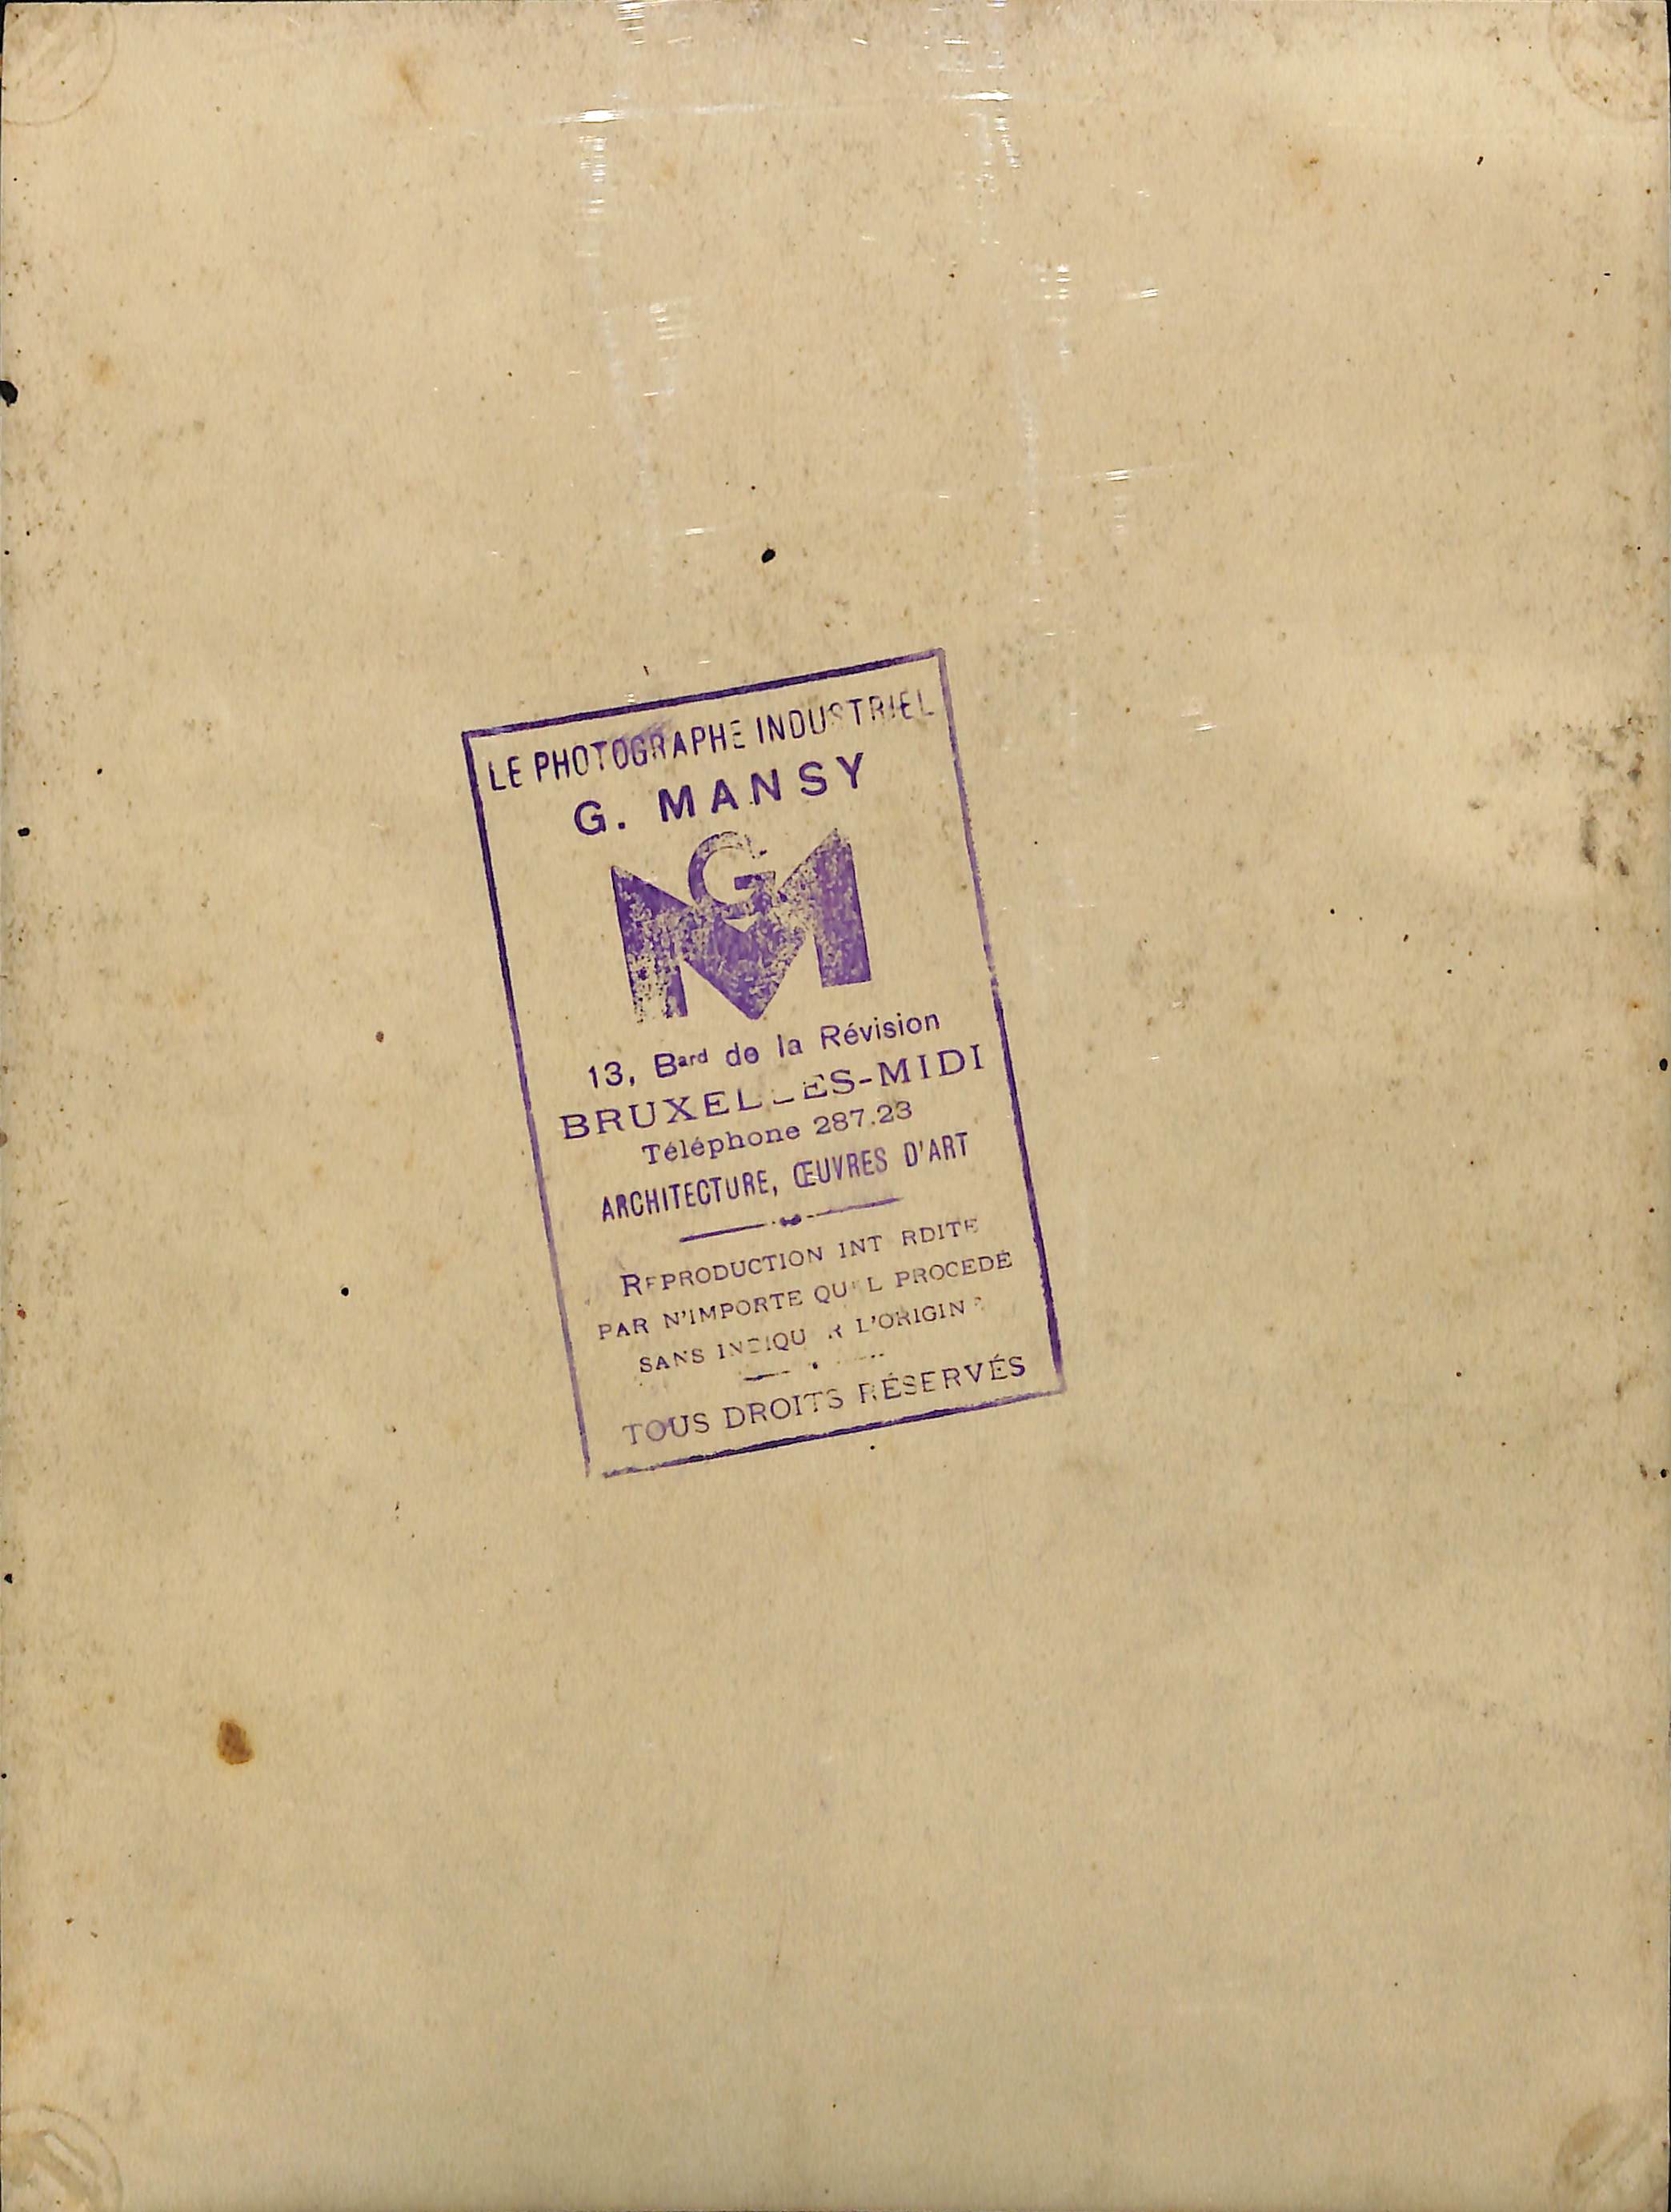 LE PHOTOGRAPHE INDUSTRIEL
G. MANSY
GM
13, Bard de la Révision
BRUXELLES-MIDI
Téléphone 287.23
ARCHITECTURE, ŒUVRES D'ART
REPRODUCTION INTERDITE
PAR N'IMPORTE QUEL PROCEDÉ
SANS INDIQUER L'ORIGINE
TOUS DROITS RÉSERVÉS